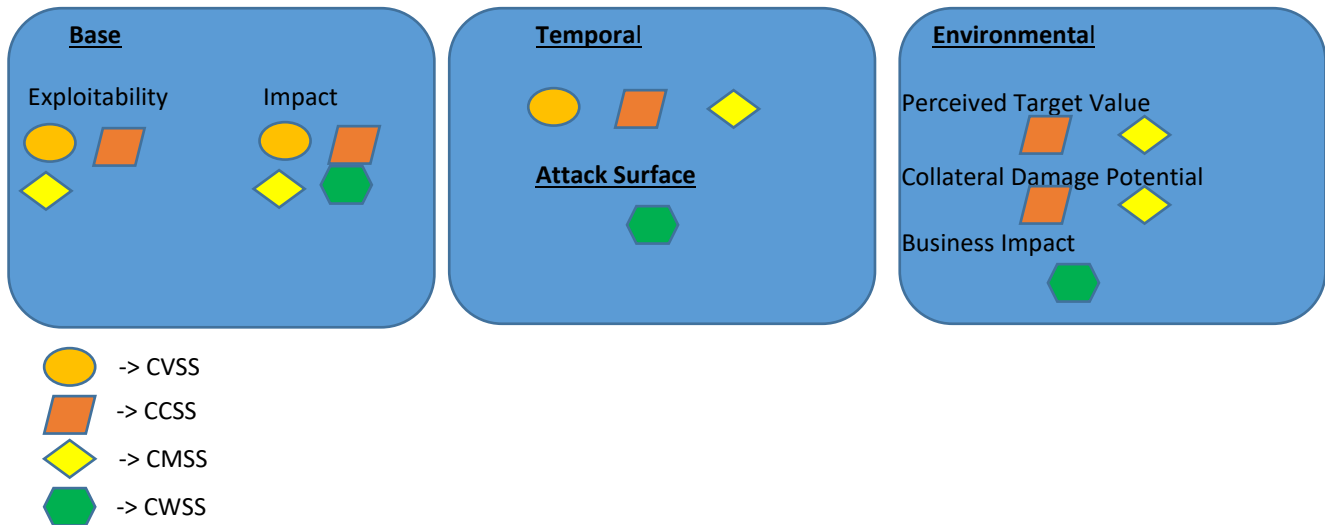 Base
Exploitability Impact
Temporal
Attack Surface
Environmental
Perceived Target Value
Collateral Damage Potential
Business Impact
-> CVSS
-> CCSS
-> CMSS
-> CWSS